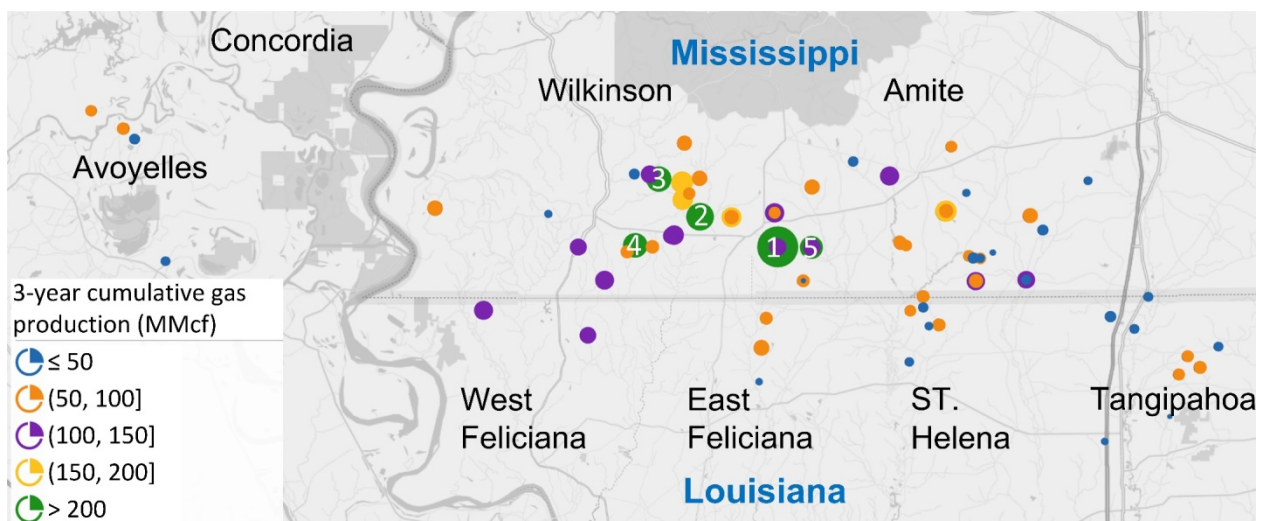 Concordia
Mississippi
Wilkinson
Amite
Avoyelles
3
2
4
1
5
3-year cumulative gas
production (MMcf)
≤ 50
(50, 100]
(100, 150]
(150, 200]
> 200
West
Feliciana
East
Feliciana
ST.
Helena
Tangipahoa
Louisiana